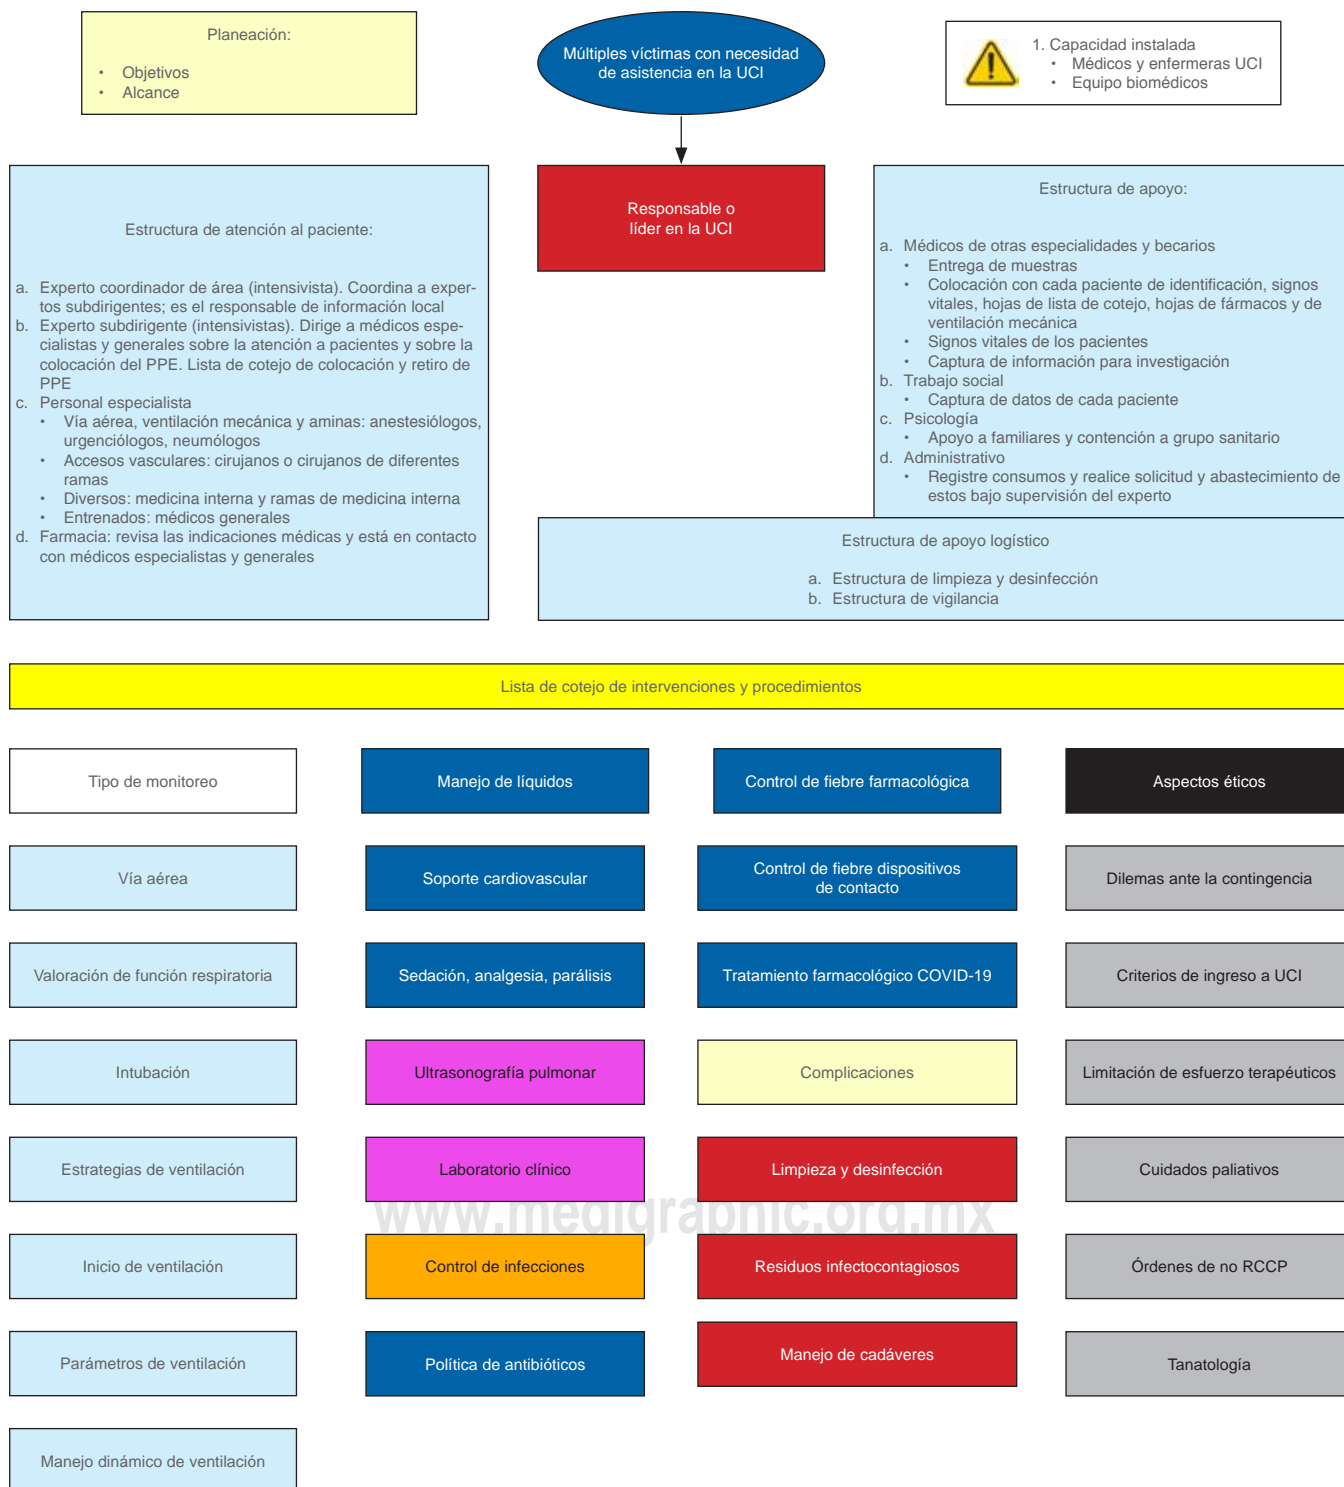 Planeación:
• Objetivos
• Alcance
Múltiples víctimas con necesidad
de asistencia en la UCI
1. Capacidad instalada
• Médicos y enfermeras UCI
• Equipo biomédicos
Estructura de atención al paciente:
a. Experto coordinador de área (intensivista). Coordina a exper-
tos subdirigentes; es el responsable de información local
b. Experto subdirigente (intensivistas). Dirige a médicos espe-
cialistas y generales sobre la atención a pacientes y sobre la
colocación del PPE. Lista de cotejo de colocación y retiro de
PPE
c. Personal especialista
• Vía aérea, ventilación mecánica y aminas: anestesiólogos,
urgenciólogos, neumólogos
• Accesos vasculares: cirujanos o cirujanos de diferentes
ramas
• Diversos: medicina interna y ramas de medicina interna
• Entrenados: médicos generales
d. Farmacia: revisa las indicaciones médicas y está en contacto
con médicos especialistas y generales
Responsable o
líder en la UCI
Estructura de apoyo:
a. Médicos de otras especialidades y becarios
• Entrega de muestras
• Colocación con cada paciente de identificación, signos
vitales, hojas de lista de cotejo, hojas de fármacos y de
ventilación mecánica
• Signos vitales de los pacientes
• Captura de información para investigación
b. Trabajo social
• Captura de datos de cada paciente
c. Psicología
• Apoyo a familiares y contención a grupo sanitario
d. Administrativo
• Registre consumos y realice solicitud y abastecimiento de
estos bajo supervisión del experto
Estructura de apoyo logístico
a. Estructura de limpieza y desinfección
b. Estructura de vigilancia
Lista de cotejo de intervenciones y procedimientos
Tipo de monitoreo
Manejo de líquidos
Control de fiebre farmacológica
Aspectos éticos
Vía aérea
Soporte cardiovascular
Control de fiebre dispositivos
de contacto
Dilemas ante la contingencia
Valoración de función respiratoria
Sedación, analgesia, parálisis
Tratamiento farmacológico COVID-19
Criterios de ingreso a UCI
Intubación
Ultrasonografía pulmonar
Complicaciones
Limitación de esfuerzo terapéuticos
Estrategias de ventilación
Laboratorio clínico
Limpieza y desinfección
Cuidados paliativos
www.medigraphic.org.mx
Inicio de ventilación
Control de infecciones
Residuos infectocontagiosos
Órdenes de no RCCP
Parámetros de ventilación
Política de antibióticos
Manejo de cadáveres
Tanatología
Manejo dinámico de ventilación